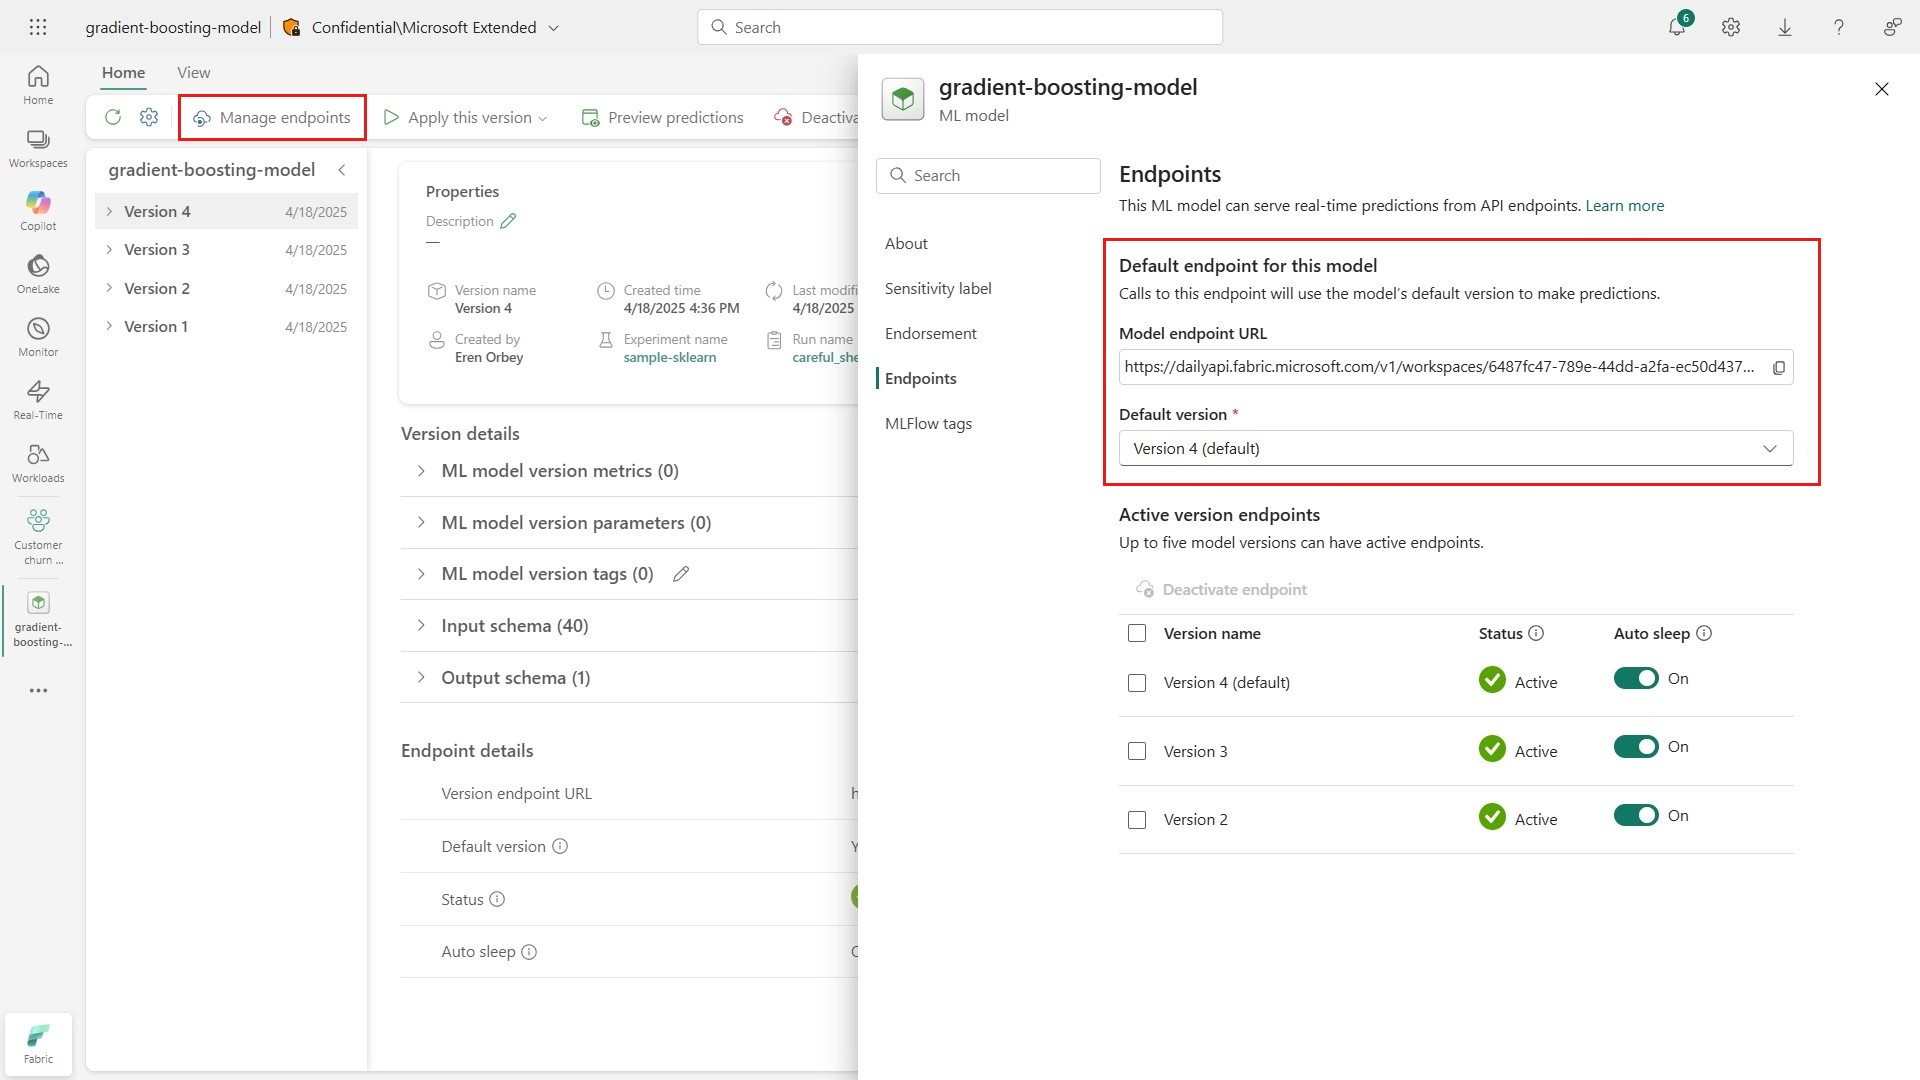 gradient-boosting-model
Confidential\Microsoft Extended
Search
6
Home
Workspaces
Copilot
OneLake
Monitor
Real-Time
Workloads
Customer
churn ...
gradient-
boosting-...
Fabric
Home
View
Manage endpoints
Apply this version
Preview predictions
Deactiva
gradient-boosting-model
Version 4 4/18/2025
Version 3 4/18/2025
Version 2 4/18/2025
Version 1 4/18/2025
Properties
Description
—
Version name
Version 4
Created time
4/18/2025 4:36 PM
Last modifi
4/18/2025
Created by
Eren Orbey
Experiment name
sample-sklearn
Run name
careful_she
Version details
ML model version metrics (0)
ML model version parameters (0)
ML model version tags (0)
Input schema (40)
Output schema (1)
Endpoint details
Version endpoint URL h
Default version Y
Status
Auto sleep
gradient-boosting-model
ML model
Search
About
Sensitivity label
Endorsement
Endpoints
MLFlow tags
Endpoints
This ML model can serve real-time predictions from API endpoints. Learn more
Default endpoint for this model
Calls to this endpoint will use the model's default version to make predictions.
Model endpoint URL
https://dailyapi.fabric.microsoft.com/v1/workspaces/6487fc47-789e-44dd-a2fa-ec50d437...
Default version *
Version 4 (default)
Active version endpoints
Up to five model versions can have active endpoints.
Deactivate endpoint
Version name Status Auto sleep
Version 4 (default) Active On
Version 3 Active On
Version 2 Active On